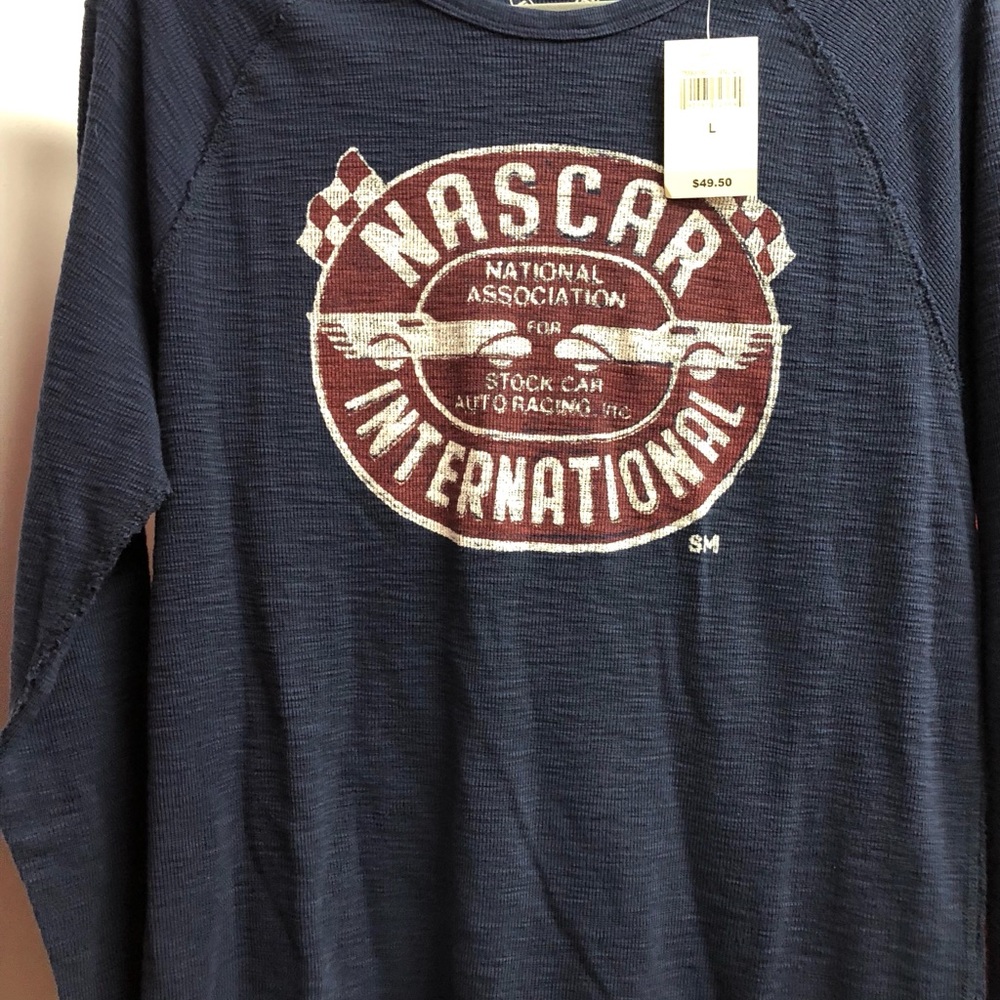 L
$49.50
NASCAR
NATIONAL
ASSOCIATION
FOR
STOCK CAR
AUTO RACING, Inc.
INTERNATIONAL
SM